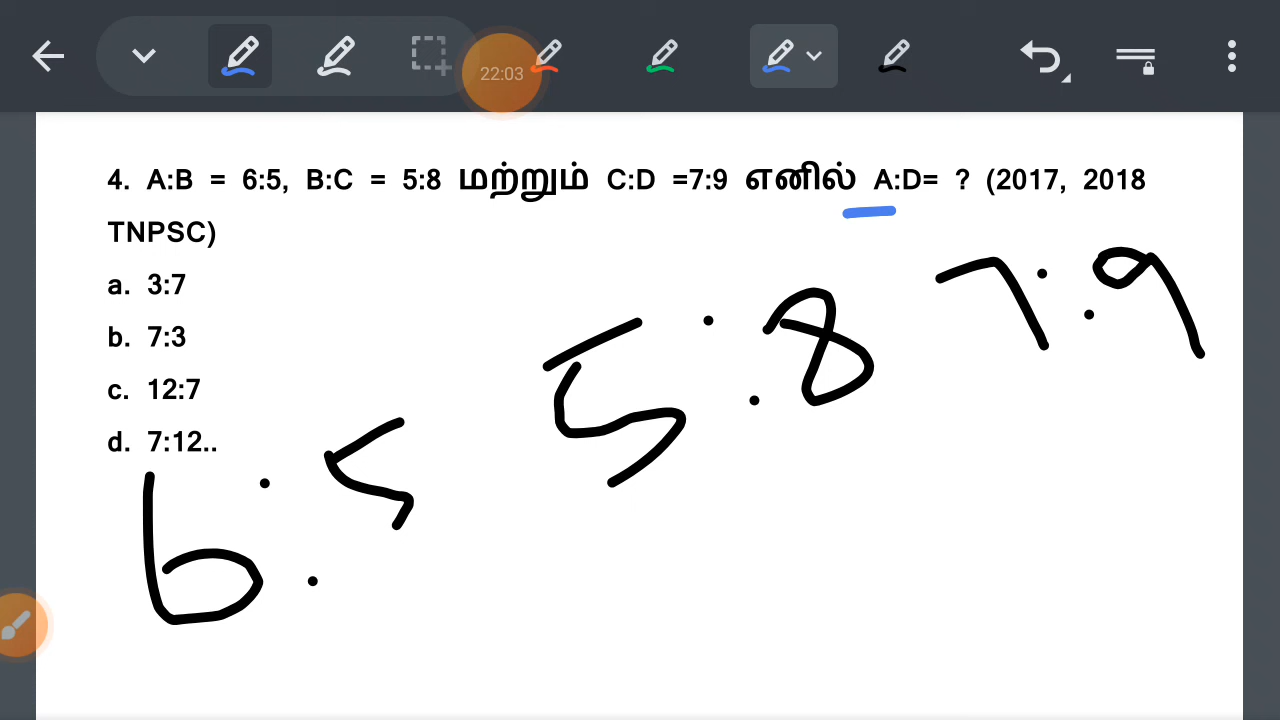 22:03
4. A:B = 6:5, B:C = 5:8 மற்றும் C:D =7:9 எனில் A:D= ? (2017, 2018
TNPSC)
a. 3:7
b. 7:3
c. 12:7
d. 7:12..
6:5 5:8 7:9